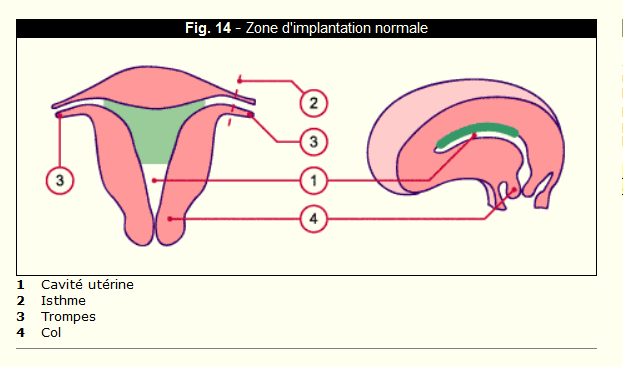 Fig. 14 - Zone d'implantation normale
2
3
3
1
4
1 Cavité utérine
2 Isthme
3 Trompes
4 Col